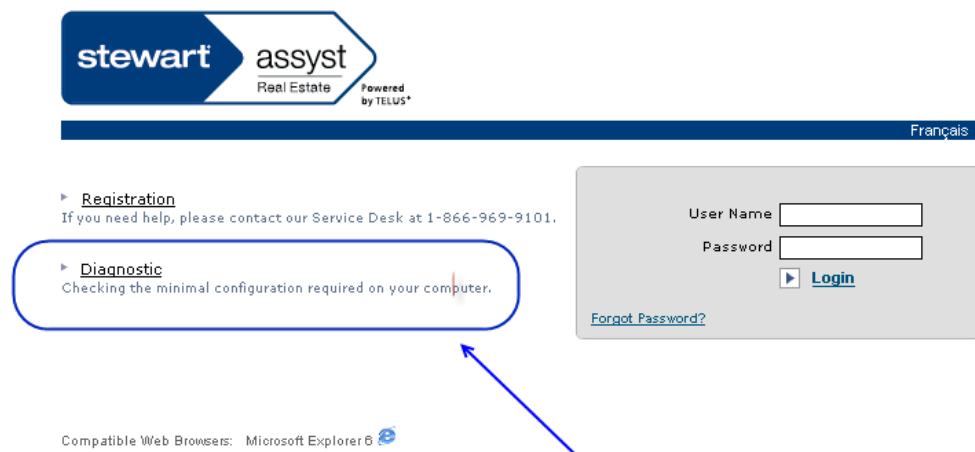 stewart
assyst
Real Estate
Powered
by TELUS*
Français
Registration
If you need help, please contact our Service Desk at 1-866-969-9101.
User Name
Password
Login
Forgot Password?
Diagnostic
Checking the minimal configuration required on your computer.
Compatible Web Browsers: Microsoft Explorer 6